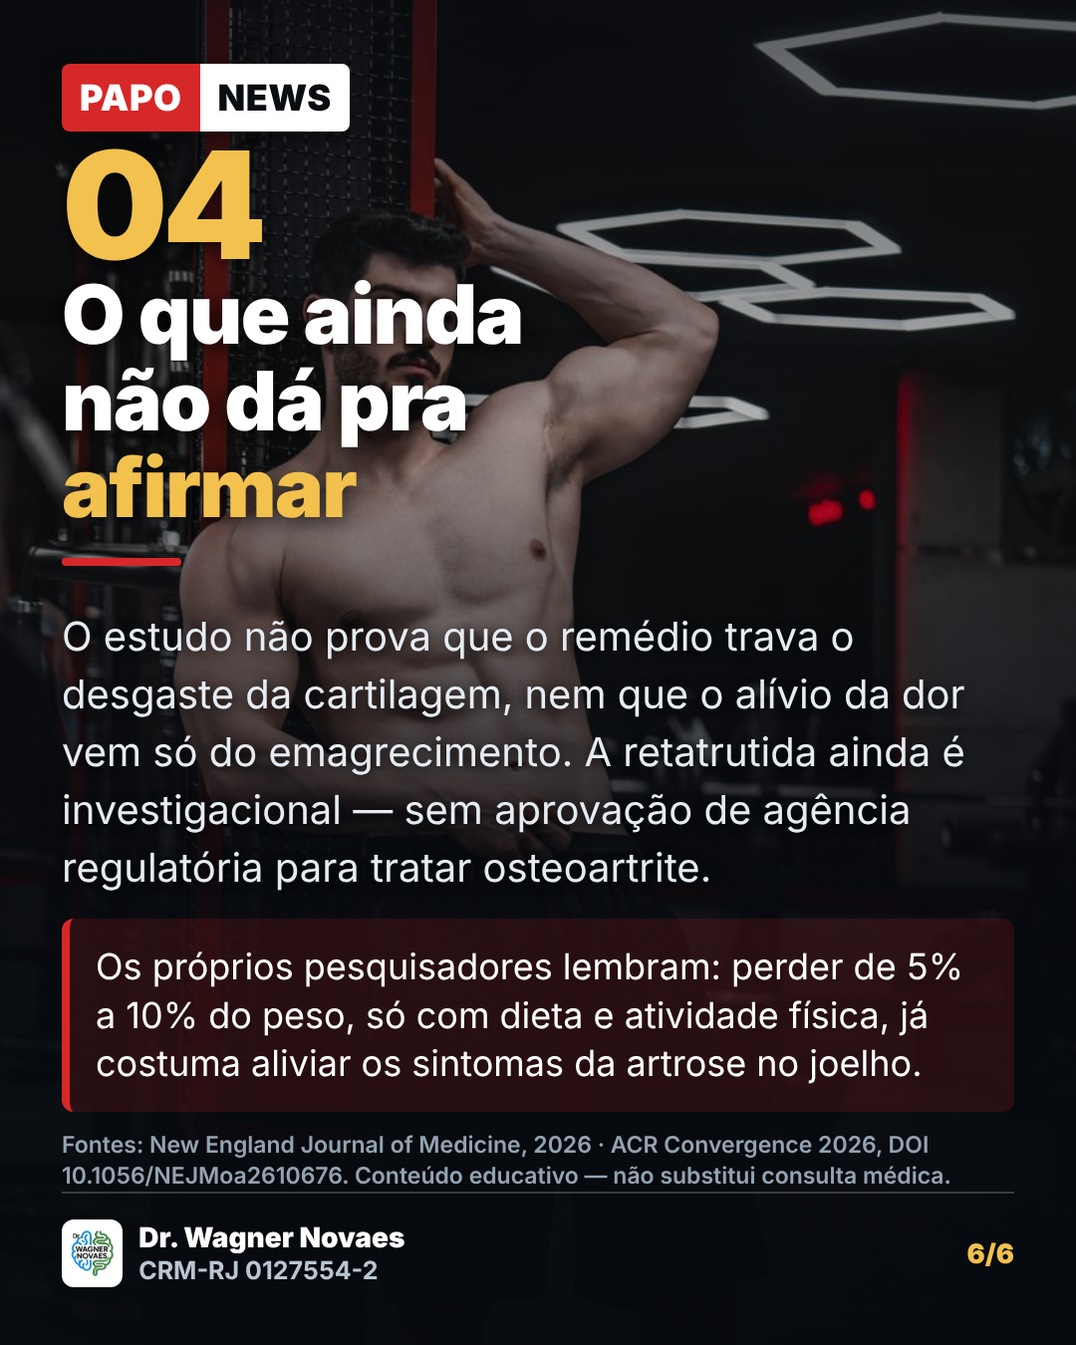 PAPO NEWS
04
O que ainda
não dá pra
afirmar
O estudo não prova que o remédio trava o
desgaste da cartilagem, nem que o alívio da dor
vem só do emagrecimento. A retatrutida ainda é
investigacional — sem aprovação de agência
regulatória para tratar osteoartrite.
Os próprios pesquisadores lembram: perder de 5%
a 10% do peso, só com dieta e atividade física, já
costuma aliviar os sintomas da artrose no joelho.
Fontes: New England Journal of Medicine, 2026 · ACR Convergence 2026, DOI
10.1056/NEJMoa2610676. Conteúdo educativo — não substitui consulta médica.
Dr.
WAGNER
NOVAES
Dr. Wagner Novaes
CRM-RJ 0127554-2
6/6